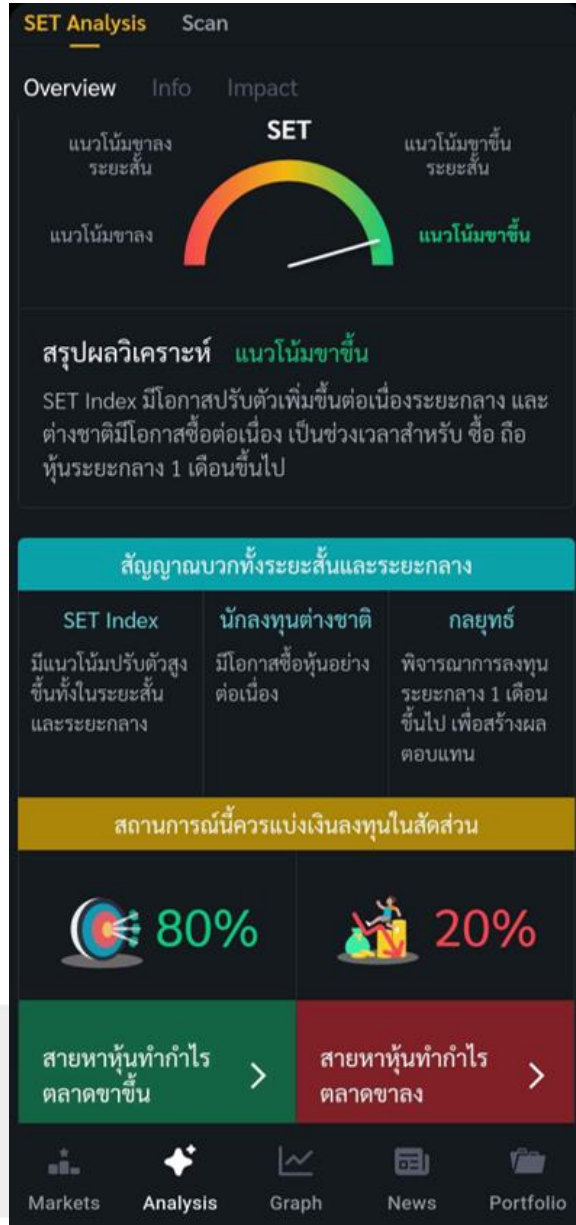 SET Analysis Scan
Overview Info Impact
SET
แนวโน้มขาลง
ระยะสั้น
แนวโน้มขาขึ้น
ระยะสั้น
แนวโน้มขาลง
แนวโน้มขาขึ้น
สรุปผลวิเคราะห์ แนวโน้มขาขึ้น
SET Index มีโอกาสปรับตัวเพิ่มขึ้นต่อเนื่องระยะกลาง และ
ต่างชาติมีโอกาสซื้อต่อเนื่อง เป็นช่วงเวลาสำหรับ ซื้อ ถือ
หุ้นระยะกลาง 1 เดือนขึ้นไป
สัญญาณบวกทั้งระยะสั้นและระยะกลาง
SET Index
มีแนวโน้มปรับตัวสูง
ขึ้นทั้งในระยะสั้น
และระยะกลาง
นักลงทุนต่างชาติ
มีโอกาสซื้อหุ้นอย่าง
ต่อเนื่อง
กลยุทธ์
พิจารณาการลงทุน
ระยะกลาง 1 เดือน
ขึ้นไป เพื่อสร้างผล
ตอบแทน
สถานการณ์นี้ควรแบ่งเงินลงทุนในสัดส่วน
80%
20%
สายหาหุ้นทำกำไร
ตลาดขาขึ้น
สายหาหุ้นทำกำไร
ตลาดขาลง
Markets Analysis Graph News Portfolio